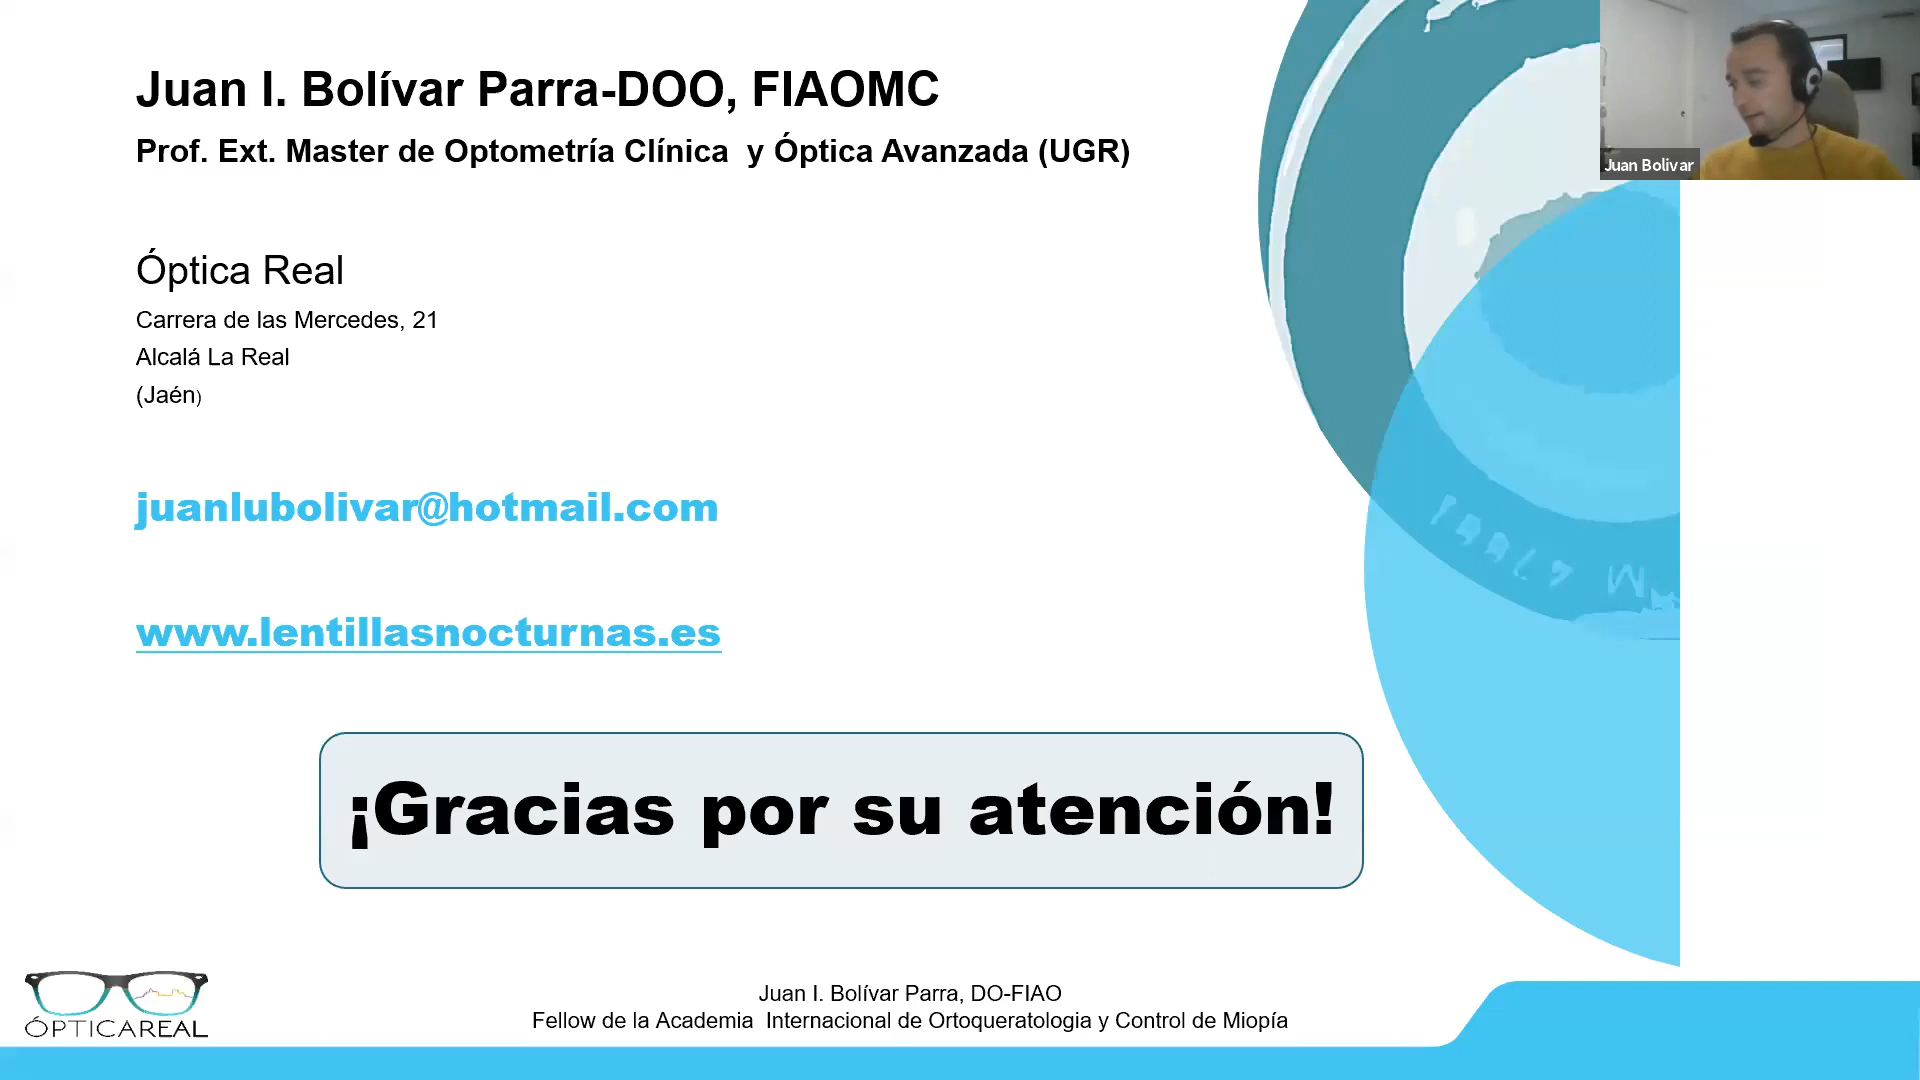 Juan I. Bolívar Parra-DOO, FIAOMC
Prof. Ext. Master de Optometría Clínica  y Óptica Avanzada (UGR)
Juan Bolivar
Óptica Real
Carrera de las Mercedes, 21
Alcalá La Real
(Jaén)
juanlubolivar@hotmail.com
www.lentillasnocturnas.es
¡Gracias por su atención!
ÓPTICAREAL
Juan I. Bolívar Parra, DO-FIAO
Fellow de la Academia  Internacional de Ortoqueratologia y Control de Miopía